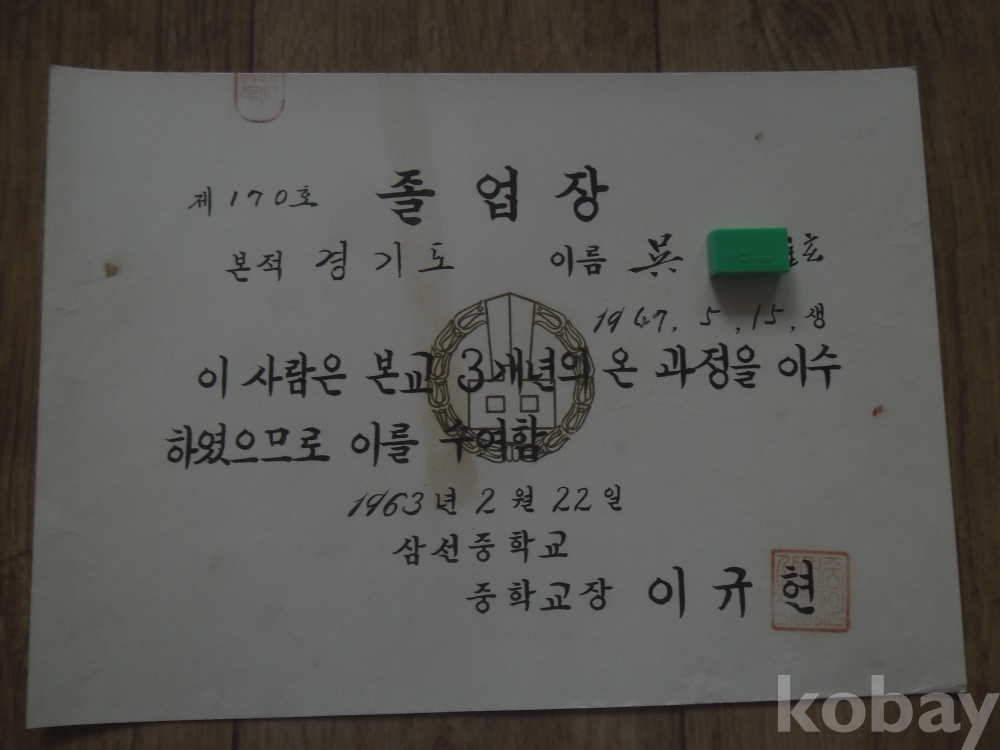 제 170호 졸업장
본적 경기도 이름 吳 玄
19 7. 5. 15. 생
이 사람은 본교 3개년의 온 과정을 이수
하였으므로 이를 수여함
1963년 2월 22일
삼선중학교
중학교장 이규현
kobay